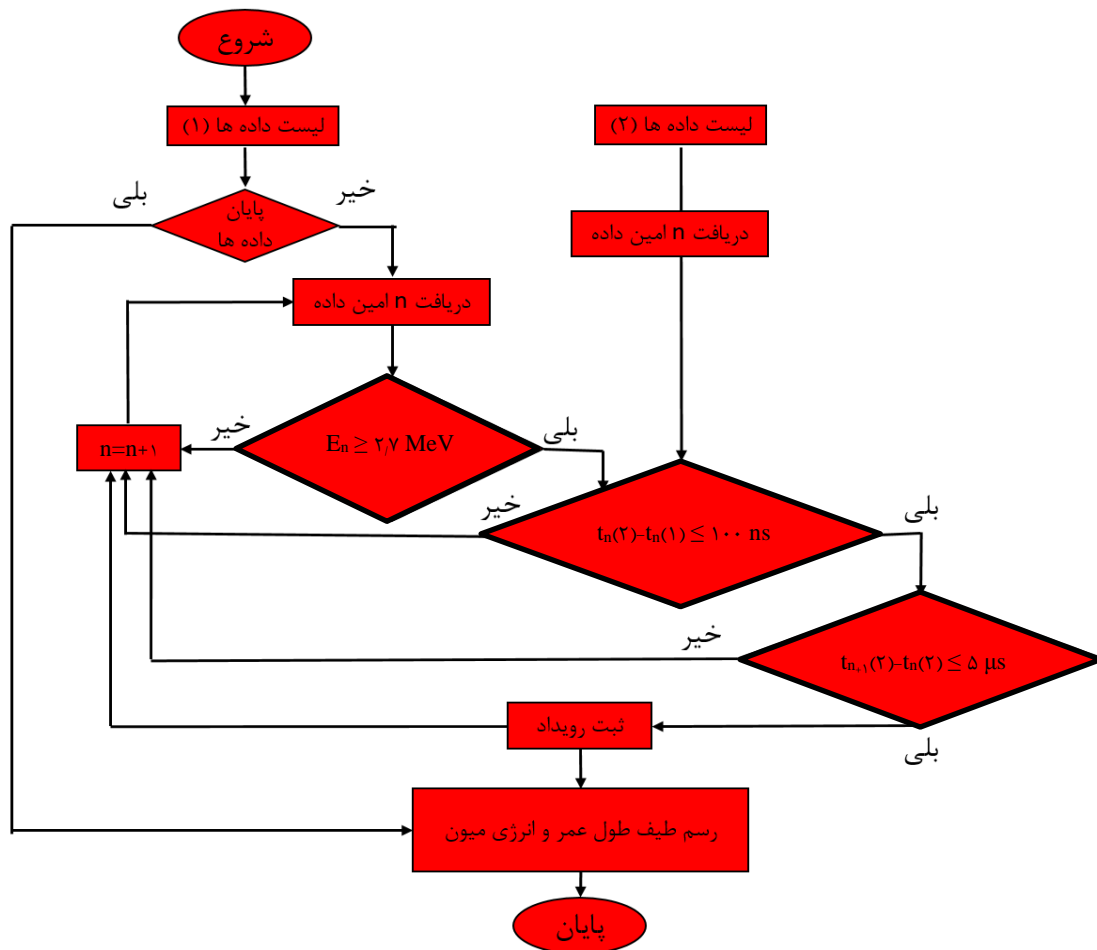 شروع
لیست داده ها (۱)
لیست داده ها (۲)
بلی
خیر
پایان
داده ها
دریافت n امین داده
دریافت n امین داده
خیر
بلی
n=n+۱
Eₙ ≥ ۲٫۷ MeV
خیر
بلی
tₙ(۲)-tₙ(۱) ≤ ۱۰۰ ns
خیر
tₙ₊₁(۲)-tₙ(۲) ≤ ۵ μs
ثبت رویداد
بلی
رسم طیف طول عمر و انرژی میون
پایان